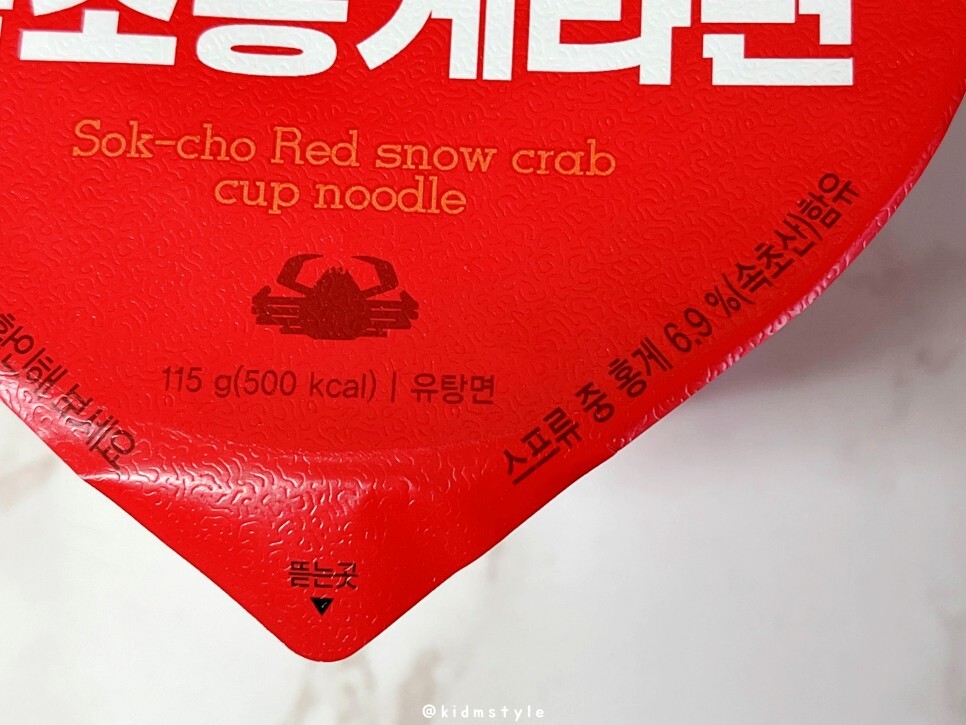 속초홍게라면
Sok-cho Red snow crab
cup noodle
115 g(500 kcal) | 유탕면
스프류 중 홍게 6.9 %(속초산)함유
확인해 보세요
뜯는곳
@kidmstyle